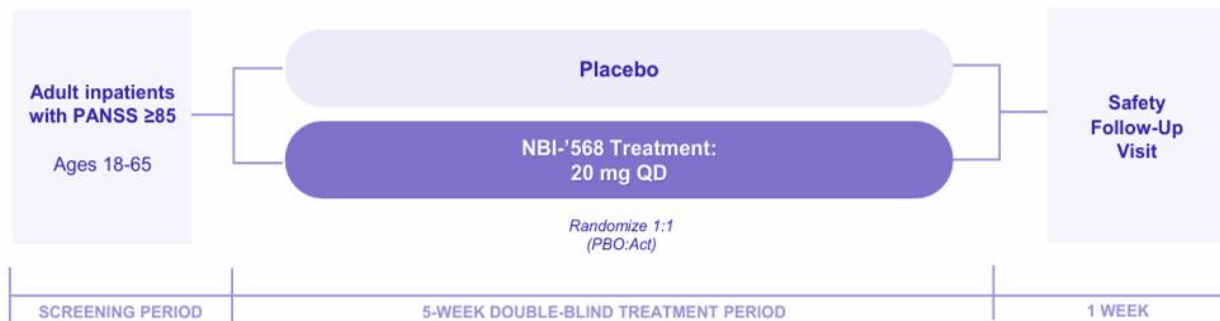 Adult inpatients
with PANSS ≥85
Ages 18-65
Placebo
NBI-'568 Treatment:
20 mg QD
Randomize 1:1
(PBO:Act)
Safety
Follow-Up
Visit
SCREENING PERIOD
5-WEEK DOUBLE-BLIND TREATMENT PERIOD
1 WEEK